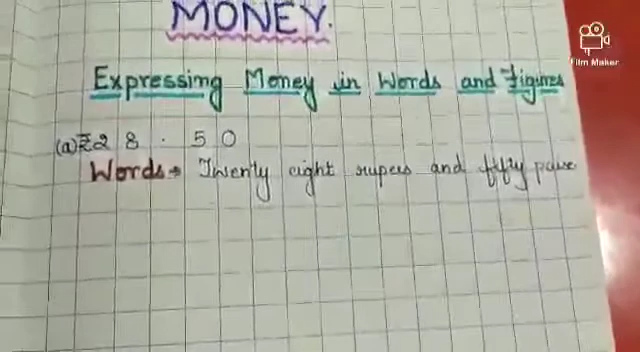 MONEY.
Expressing Money in Words and figures
(a) ₹28.50
Words→ Twenty eight rupees and fifty paise
Film Maker